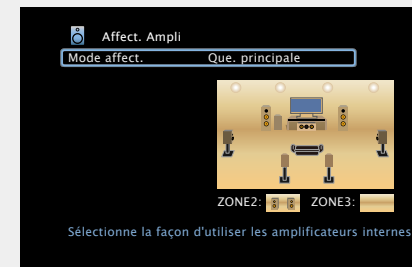 Affect. Ampli
Mode affect. Que. principale
ZONE2: ZONE3:
Sélectionne la façon d'utiliser les amplificateurs internes